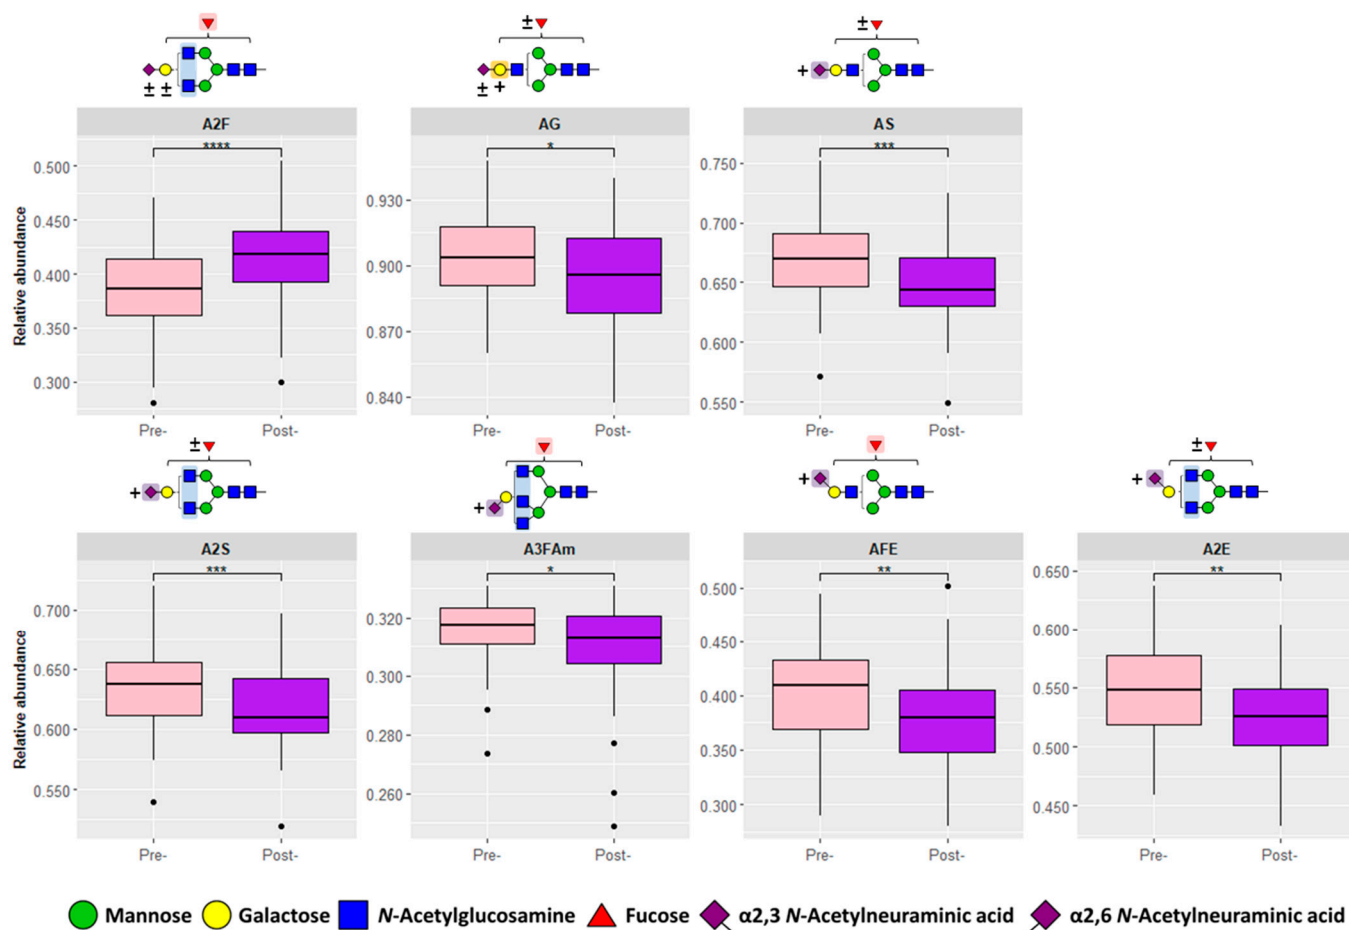 ±
±
A2F
AG
AS
****
*
***
Relative abundance
0.500
0.450
0.400
0.350
0.300
0.930
0.900
0.870
0.840
0.750
0.700
0.650
0.600
0.550
Pre-
Post-
Pre-
Post-
Pre-
Post-
± ±
± +
+
±
+
+
+
±
+
A2S
A3FAm
AFE
A2E
***
*
**
**
Relative abundance
0.700
0.650
0.600
0.550
0.320
0.300
0.280
0.260
0.500
0.450
0.400
0.350
0.300
0.650
0.600
0.550
0.500
0.450
Pre-
Post-
Pre-
Post-
Pre-
Post-
Pre-
Post-
Mannose
Galactose
N-Acetylglucosamine
Fucose
α2,3 N-Acetylneuraminic acid
α2,6 N-Acetylneuraminic acid